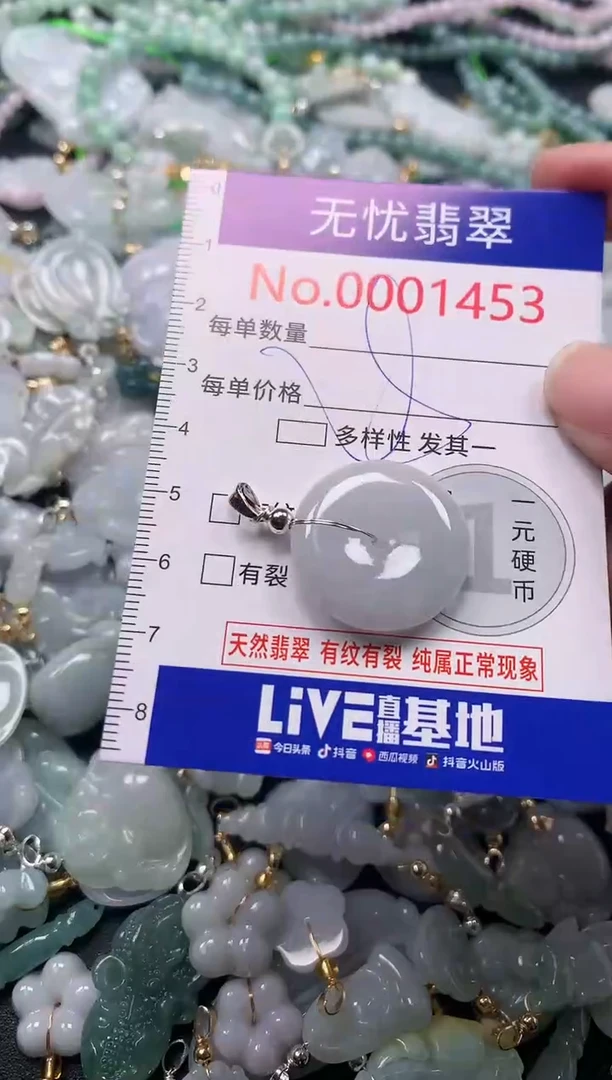 0
无忧翡翠
1
No.0001453
2
每单数量
3
每单价格
4
多样性 发其一
5
一元硬币
1
6
有裂
7
天然翡翠 有纹有裂 纯属正常现象
8
LiVE直播基地
今日头条 抖音 西瓜视频 抖音火山版